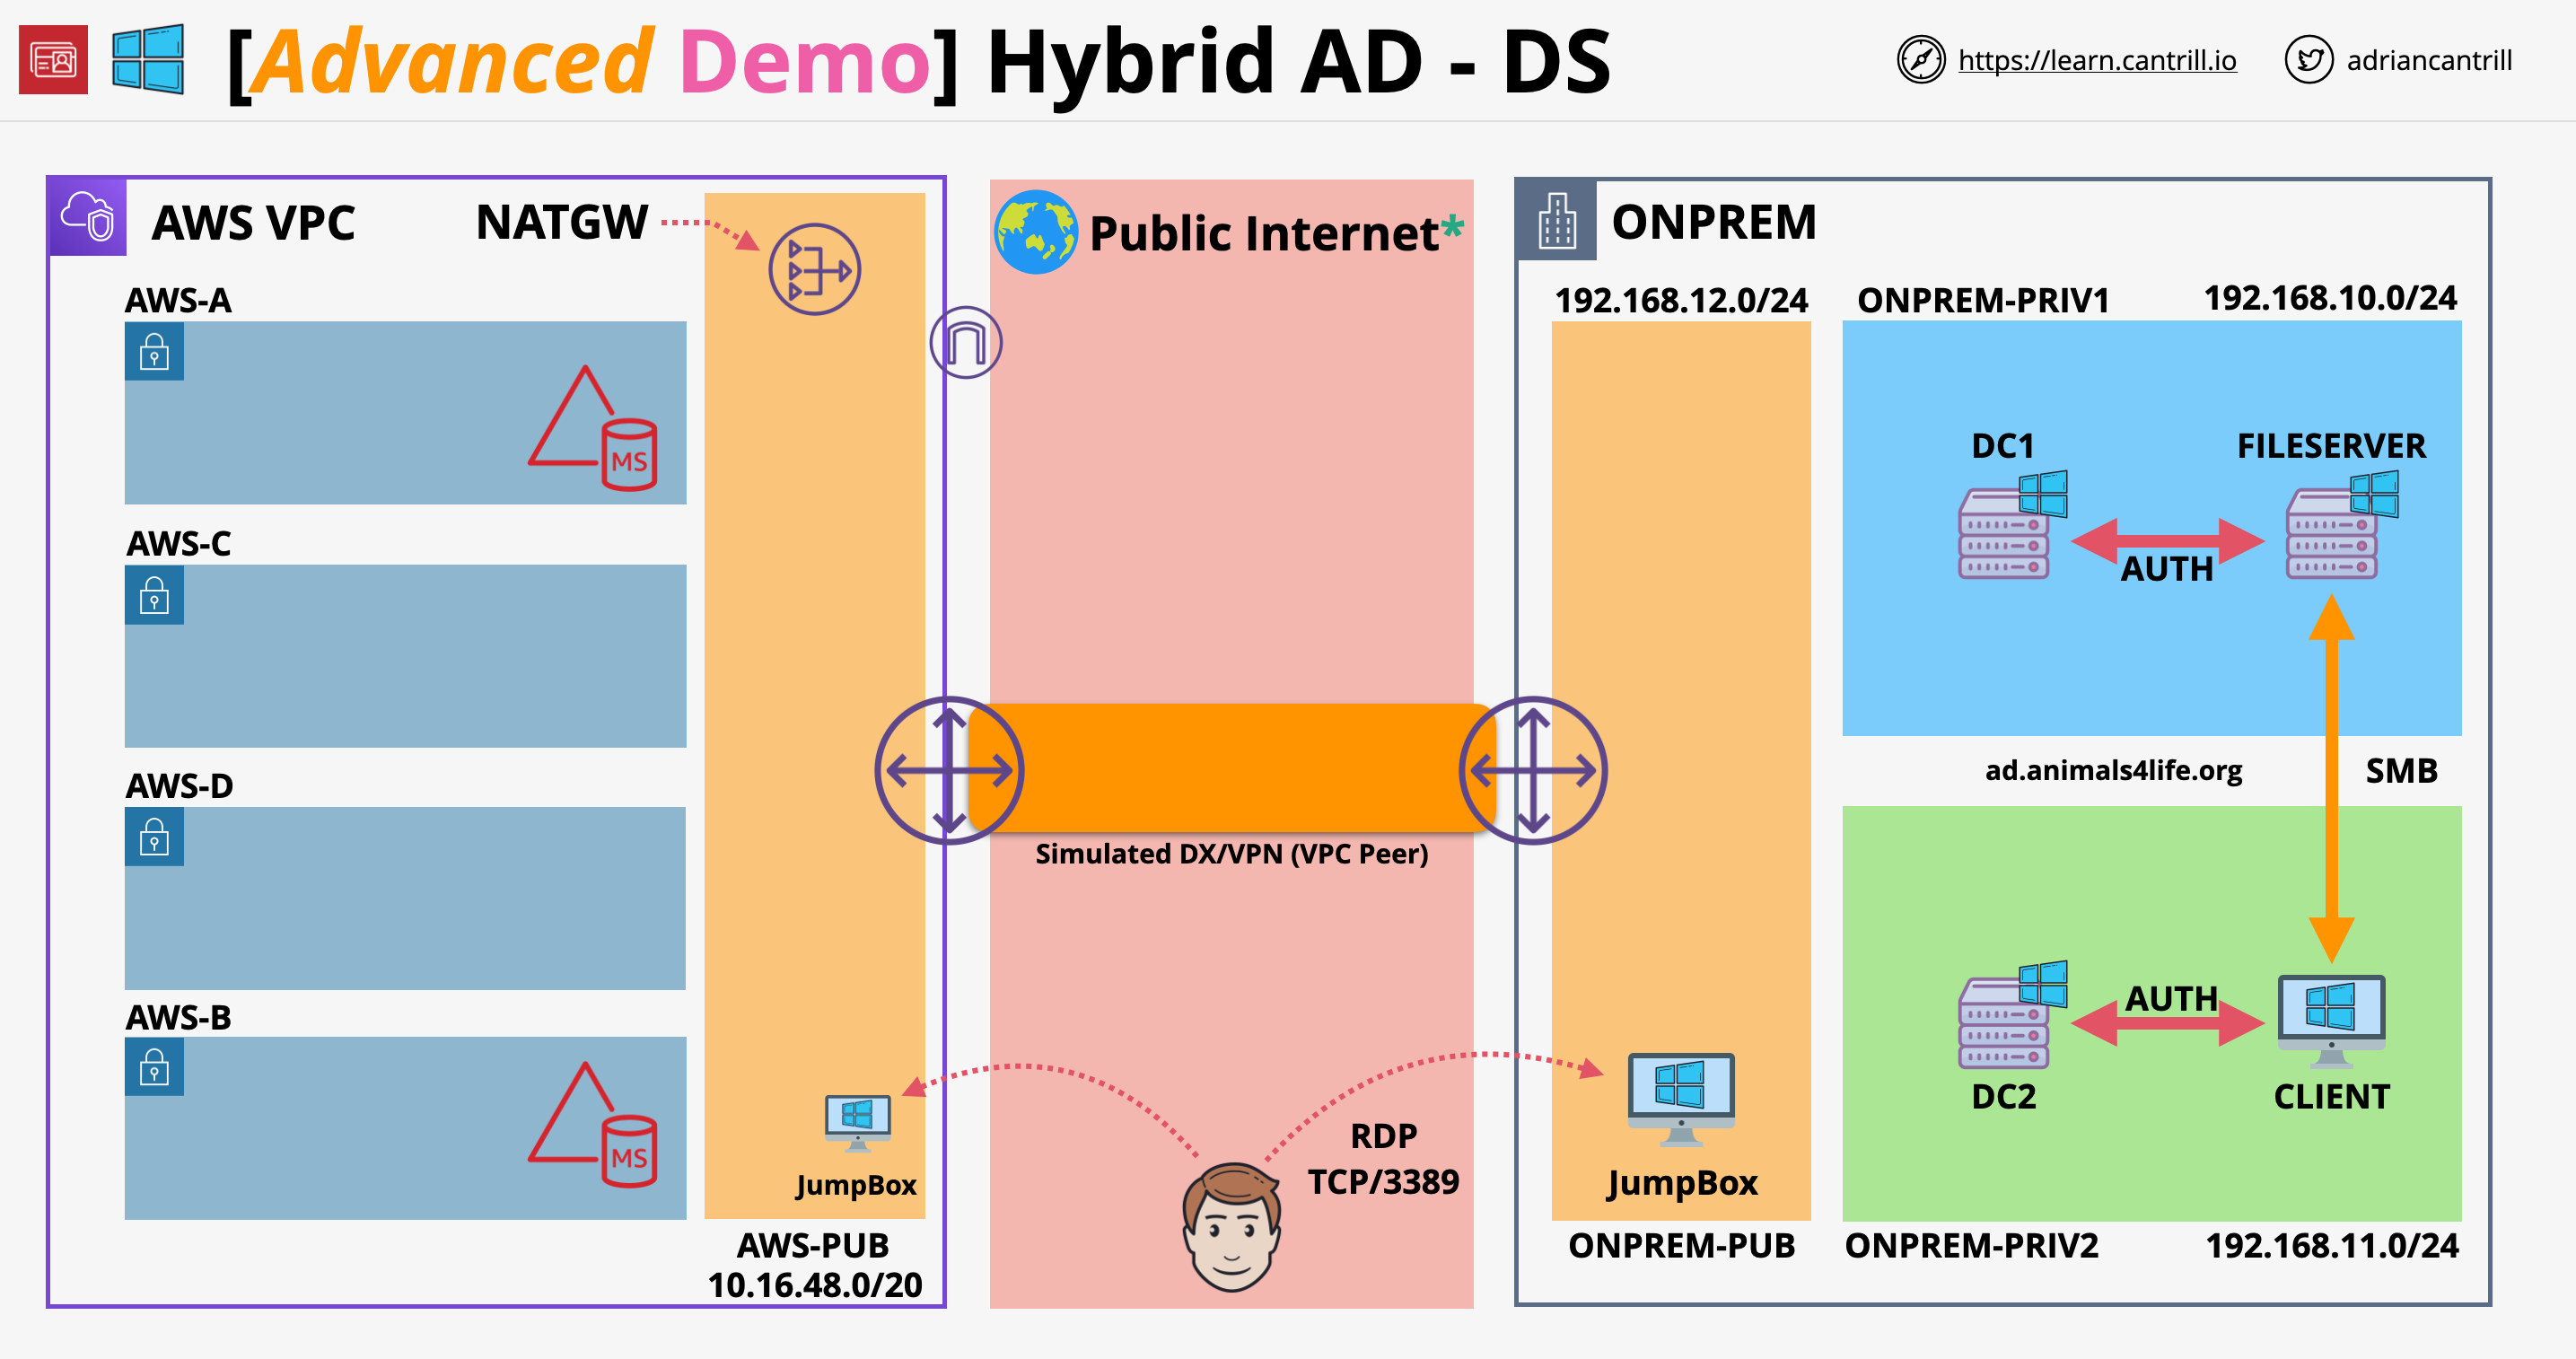 [Advanced Demo] Hybrid AD - DS
https://learn.cantrill.io
adriancantrill
AWS VPC
NATGW
AWS-A
MS
AWS-C
AWS-D
AWS-B
MS
JumpBox
AWS-PUB
10.16.48.0/20
Public Internet*
Simulated DX/VPN (VPC Peer)
RDP
TCP/3389
ONPREM
192.168.12.0/24
JumpBox
ONPREM-PUB
ONPREM-PRIV1
192.168.10.0/24
DC1
FILESERVER
AUTH
ad.animals4life.org
SMB
AUTH
DC2
CLIENT
ONPREM-PRIV2
192.168.11.0/24